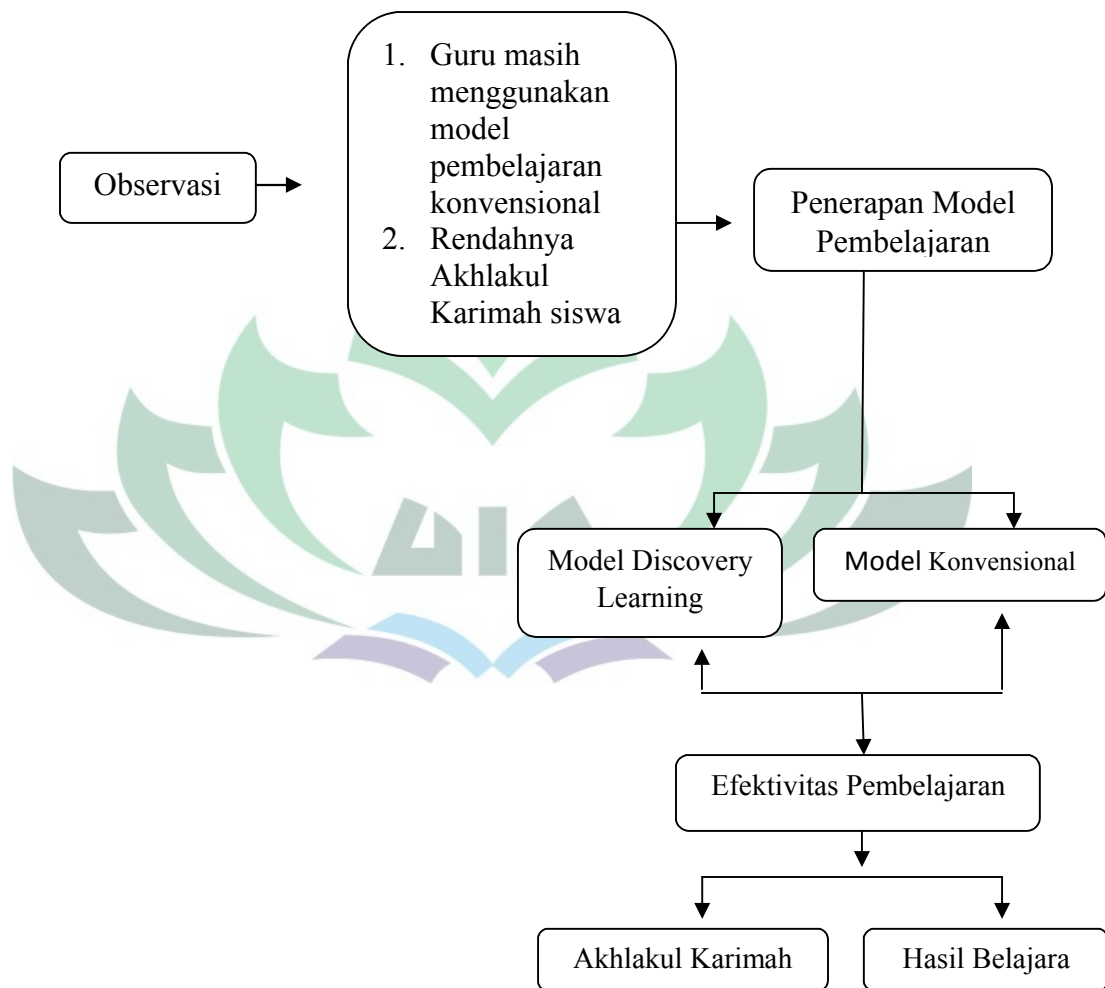 1. Guru masih
menggunakan
model
pembelajaran
konvensional
2. Rendahnya
Akhlakul
Karimah siswa
Observasi
Penerapan Model
Pembelajaran
Model Discovery
Learning
Model Konvensional
Efektivitas Pembelajaran
Akhlakul Karimah
Hasil Belajara